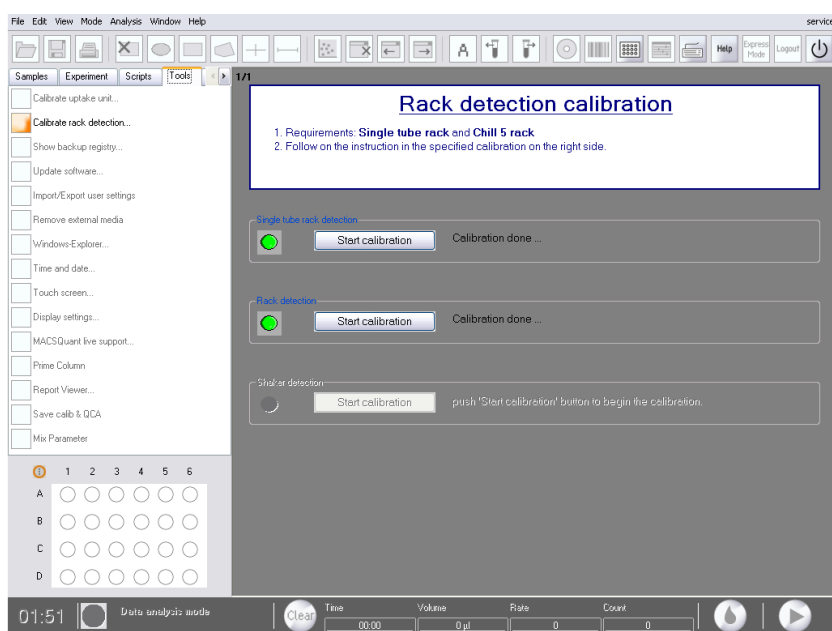 File Edit View Mode Analysis Window Help
service
A
Help
Express Mode
Logout
Samples Experiment Scripts Tools
1/1
Calibrate uptake unit...
Calibrate rack detection...
Show backup registry...
Update software...
Import/Export user settings
Remove external media
Windows-Explorer...
Time and date...
Touch screen...
Display settings...
MACSQuant live support...
Prime Column
Report Viewer...
Save calib & QCA
Mix Parameter
Rack detection calibration
1. Requirements: Single tube rack and Chill 5 rack
2. Follow on the instruction in the specified calibration on the right side.
Single tube rack detection
Start calibration Calibration done ...
Rack detection
Start calibration Calibration done ...
Shaker detection
Start calibration push 'Start calibration' button to begin the calibration.
1 2 3 4 5 6
A
B
C
D
01:51 Data analysis mode
Clear
Time Volume Rate Count
00:00 0 µl 0 0